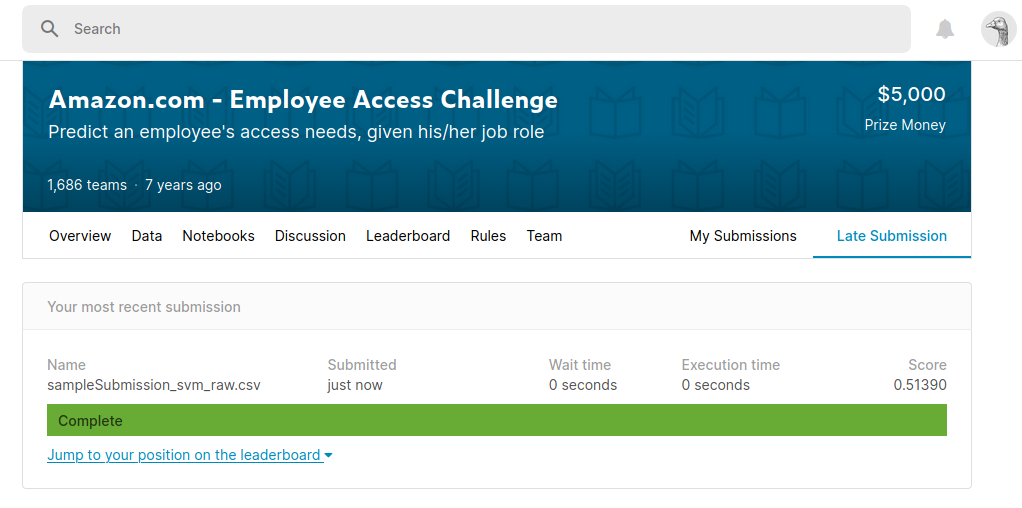 Search
Amazon.com - Employee Access Challenge
$5,000
Predict an employee's access needs, given his/her job role
Prize Money
1,686 teams · 7 years ago
Overview Data Notebooks Discussion Leaderboard Rules Team My Submissions Late Submission
Your most recent submission
Name Submitted Wait time Execution time Score
sampleSubmission_svm_raw.csv just now 0 seconds 0 seconds 0.51390
Complete
Jump to your position on the leaderboard